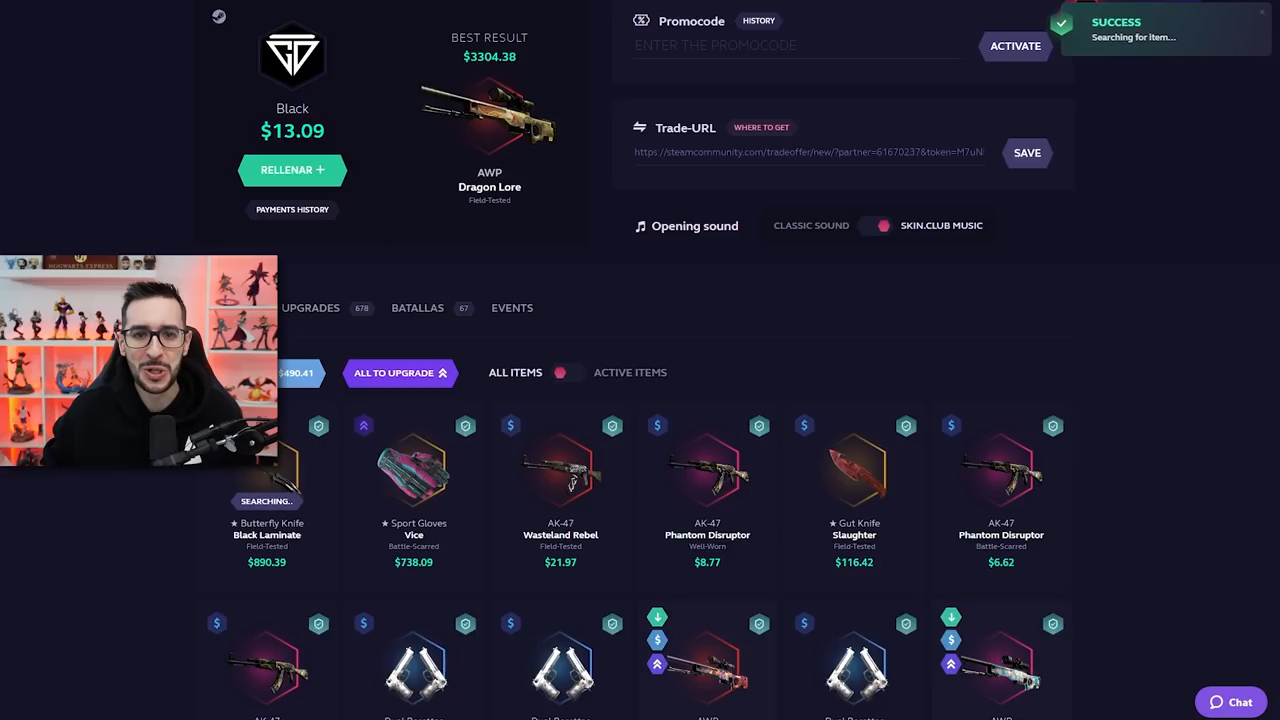 Black
$13.09
RELLENAR +
PAYMENTS HISTORY
BEST RESULT
$3304.38
AWP
Dragon Lore
Field-Tested
Promocode HISTORY
ENTER THE PROMOCODE
ACTIVATE
SUCCESS
Searching for item...
Trade-URL WHERE TO GET
https://steamcommunity.com/tradeoffer/new/?partner=61670237&token=M7uN
SAVE
Opening sound CLASSIC SOUND SKIN.CLUB MUSIC
UPGRADES 678 BATALLAS 67 EVENTS
$490.41 ALL TO UPGRADE ALL ITEMS ACTIVE ITEMS
HOGWARTS EXPRESS
SEARCHING..
★ Butterfly Knife
Black Laminate
Field-Tested
$890.39
$
★ Sport Gloves
Vice
Battle-Scarred
$738.09
$
AK-47
Wasteland Rebel
Field-Tested
$21.97
$
AK-47
Phantom Disruptor
Well-Worn
$8.77
$
★ Gut Knife
Slaughter
Field-Tested
$116.42
$
AK-47
Phantom Disruptor
Battle-Scarred
$6.62
$ $ $ $ $ $
Chat